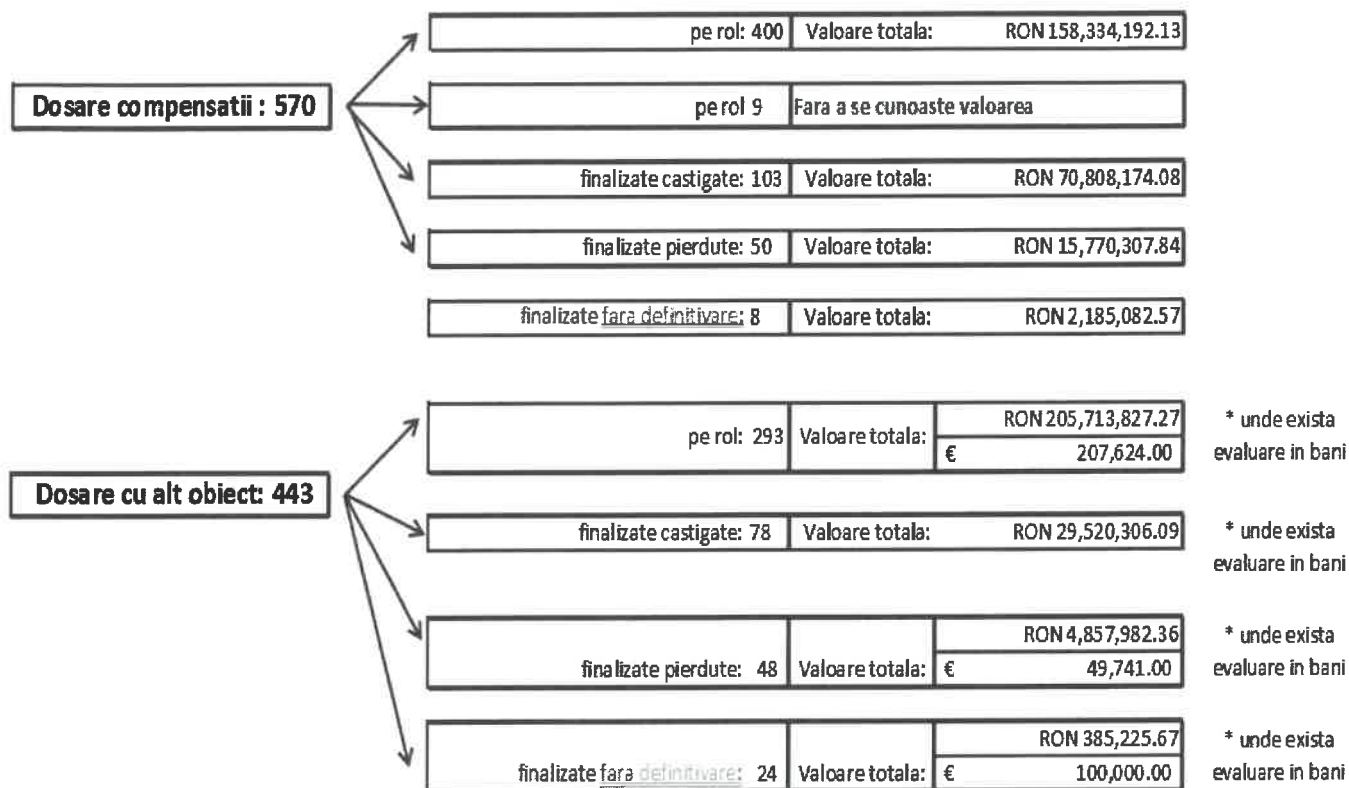 pe rol: 400 Valoare totala: RON 158,334,192.13
Dosare compensatii : 570
pe rol 9 Fara a se cunoaste valoarea
finalizate castigate: 103 Valoare totala: RON 70,808,174.08
finalizate pierdute: 50 Valoare totala: RON 15,770,307.84
finalizate fara definitivare: 8 Valoare totala: RON 2,185,082.57
pe rol: 293 Valoare totala: RON 205,713,827.27 * unde exista
€ 207,624.00 evaluare in bani
Dosare cu alt obiect: 443
finalizate castigate: 78 Valoare totala: RON 29,520,306.09 * unde exista
evaluare in bani
RON 4,857,982.36 * unde exista
finalizate pierdute: 48 Valoare totala: € 49,741.00 evaluare in bani
RON 385,225.67 * unde exista
finalizate fara definitivare: 24 Valoare totala: € 100,000.00 evaluare in bani